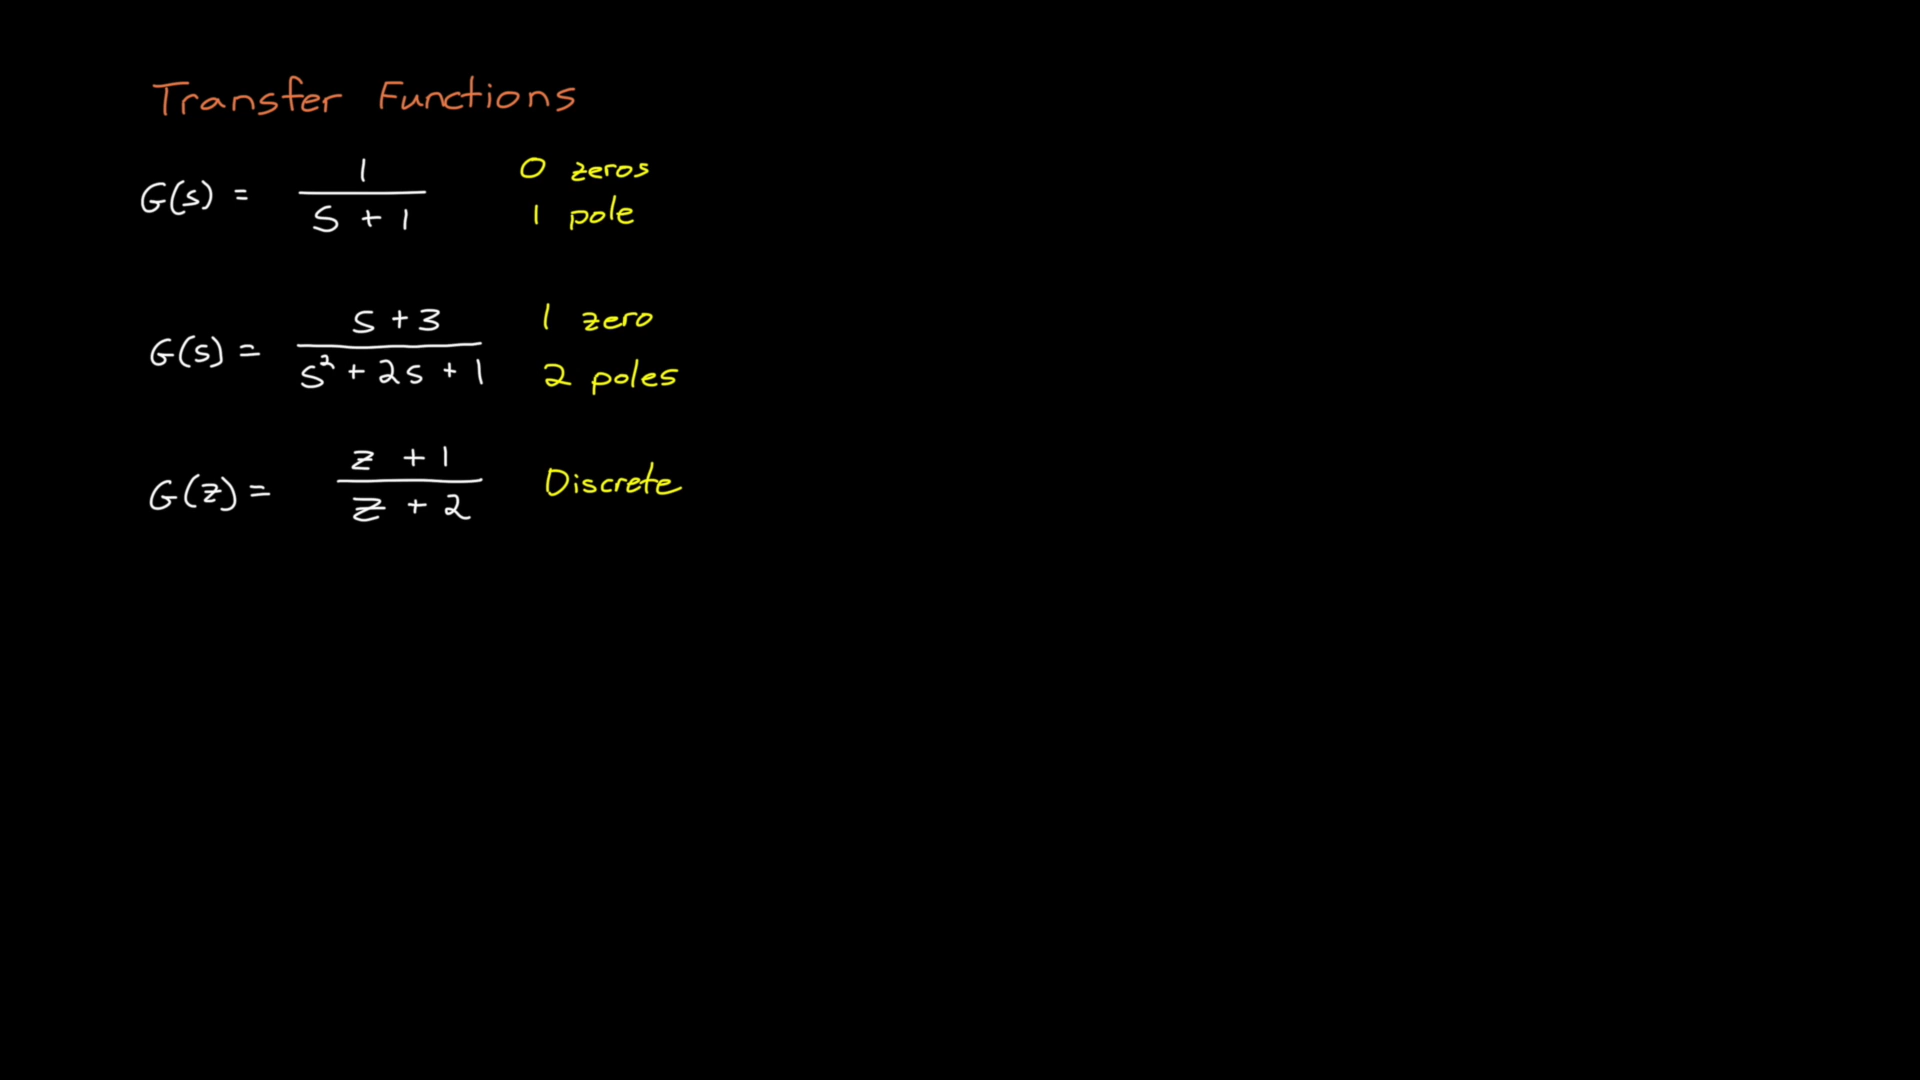 Transfer Functions
G(s) = 1 / (S + 1)
0 zeros
1 pole
G(s) = (s + 3) / (s² + 2s + 1)
1 zero
2 poles
G(z) = (z + 1) / (z + 2)
Discrete